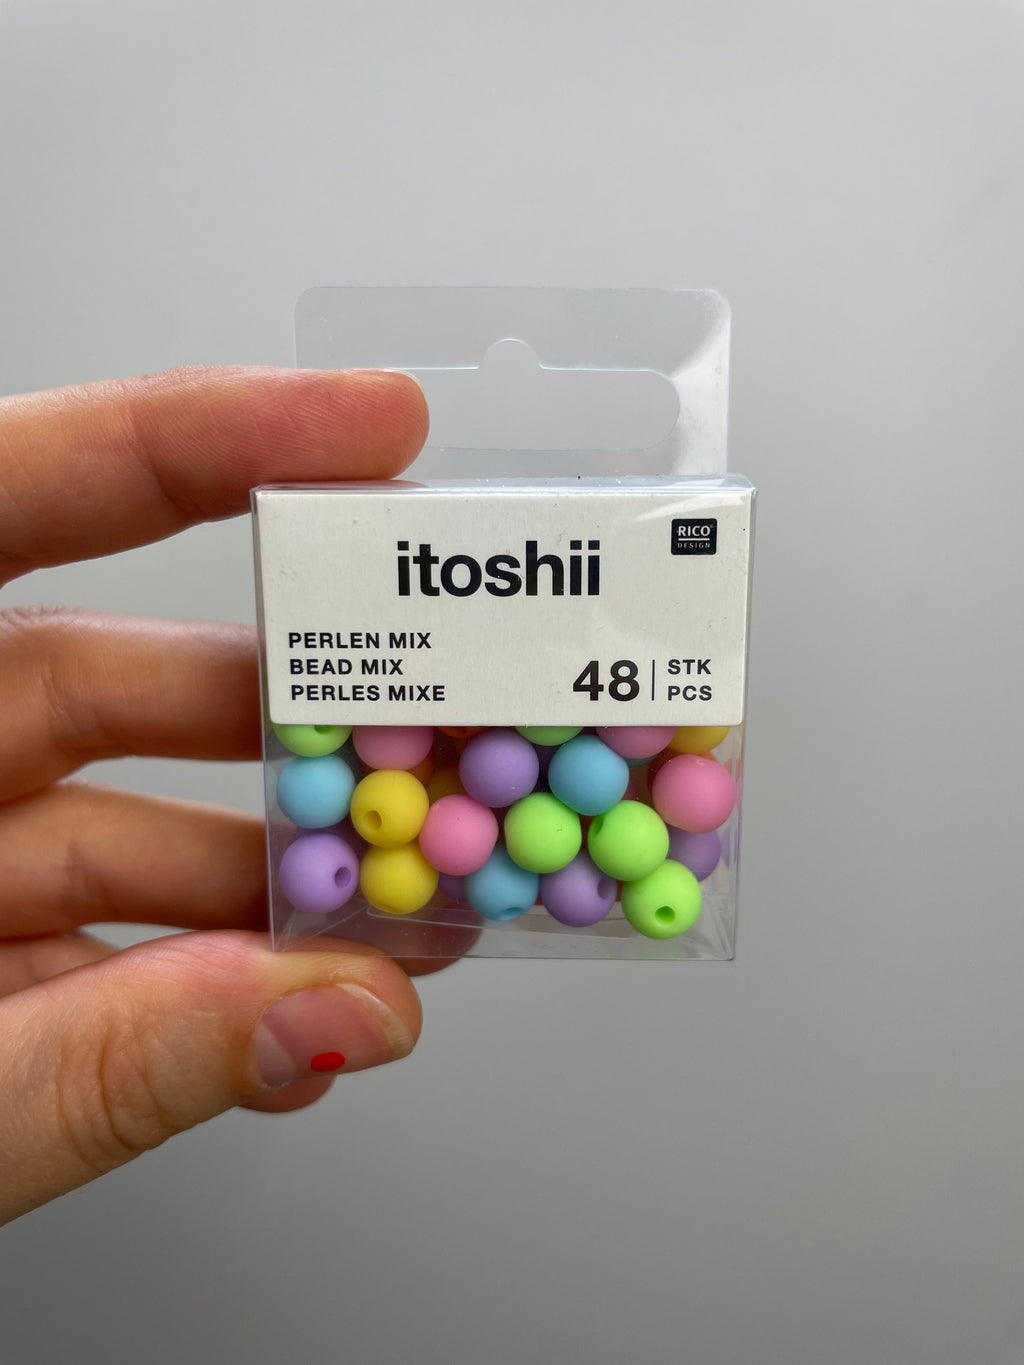 RICO
DESIGN
itoshii
PERLEN MIX
BEAD MIX
PERLES MIXE
48 | STK
PCS